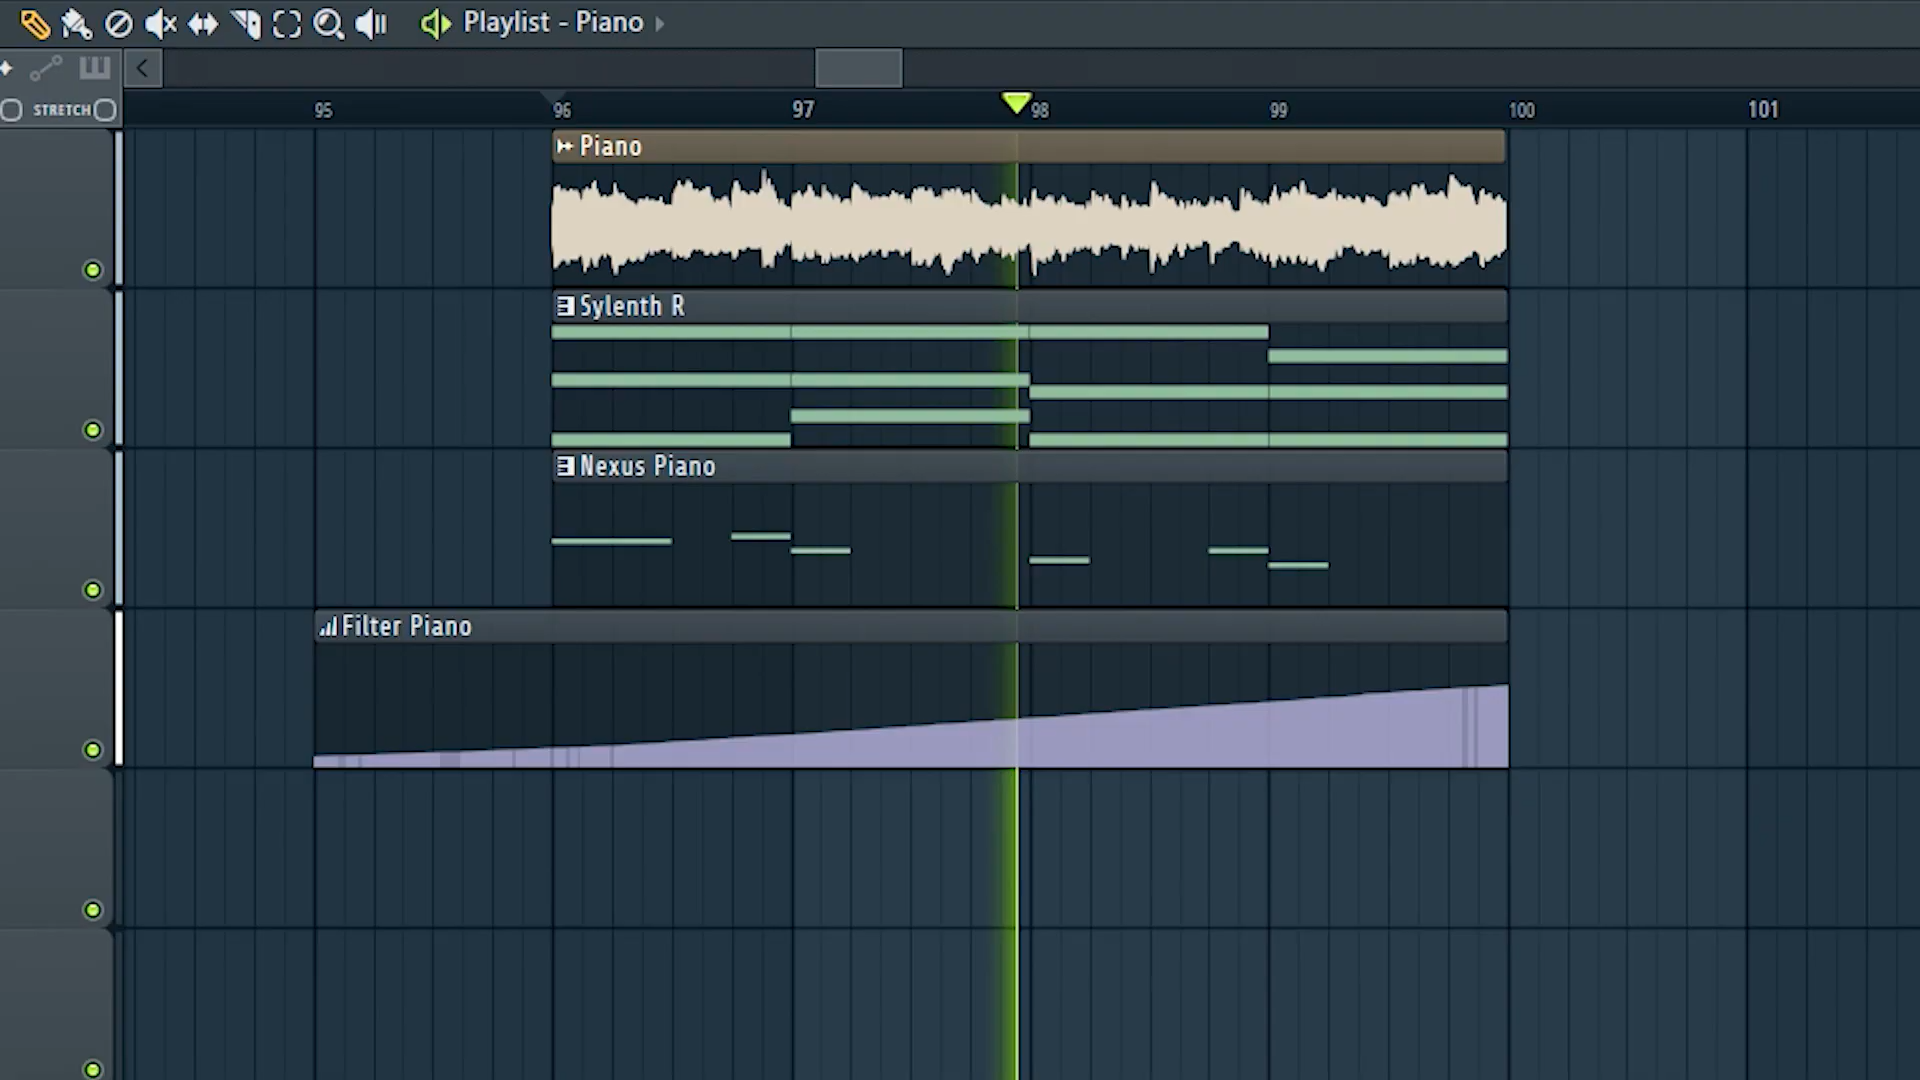 Playlist - Piano
STRETCH
95 96 97 98 99 100 101
Piano
Sylenth R
Nexus Piano
Filter Piano